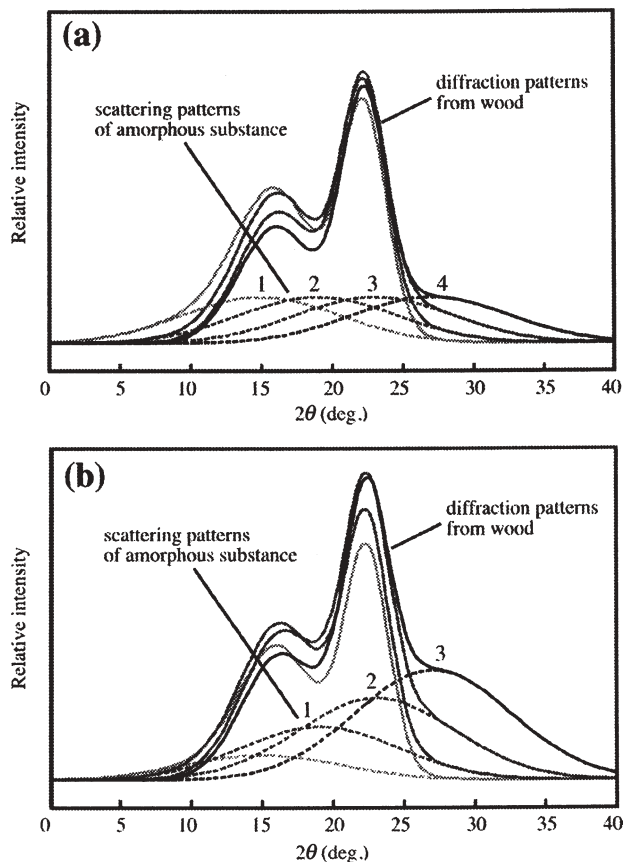 (a)
scattering patterns
of amorphous substance
diffraction patterns
from wood
1 2 3 4
Relative intensity
0 5 10 15 20 25 30 35 40
2θ (deg.)
(b)
scattering patterns
of amorphous substance
diffraction patterns
from wood
1 2 3
Relative intensity
0 5 10 15 20 25 30 35 40
2θ (deg.)